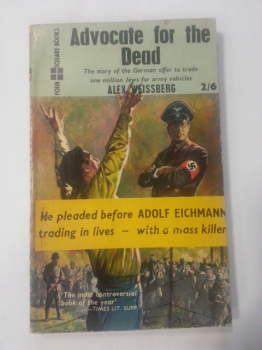 FOUR SQUARE BOOKS
Advocate for the
Dead
The story of the German offer to trade
one million Jews for army vehicles
ALEX WEISSBERG
2/6
He pleaded before ADOLF EICHMANN
trading in lives – with a mass killer
"The most controversial
book of the year"
—TIMES LIT. SUPP.